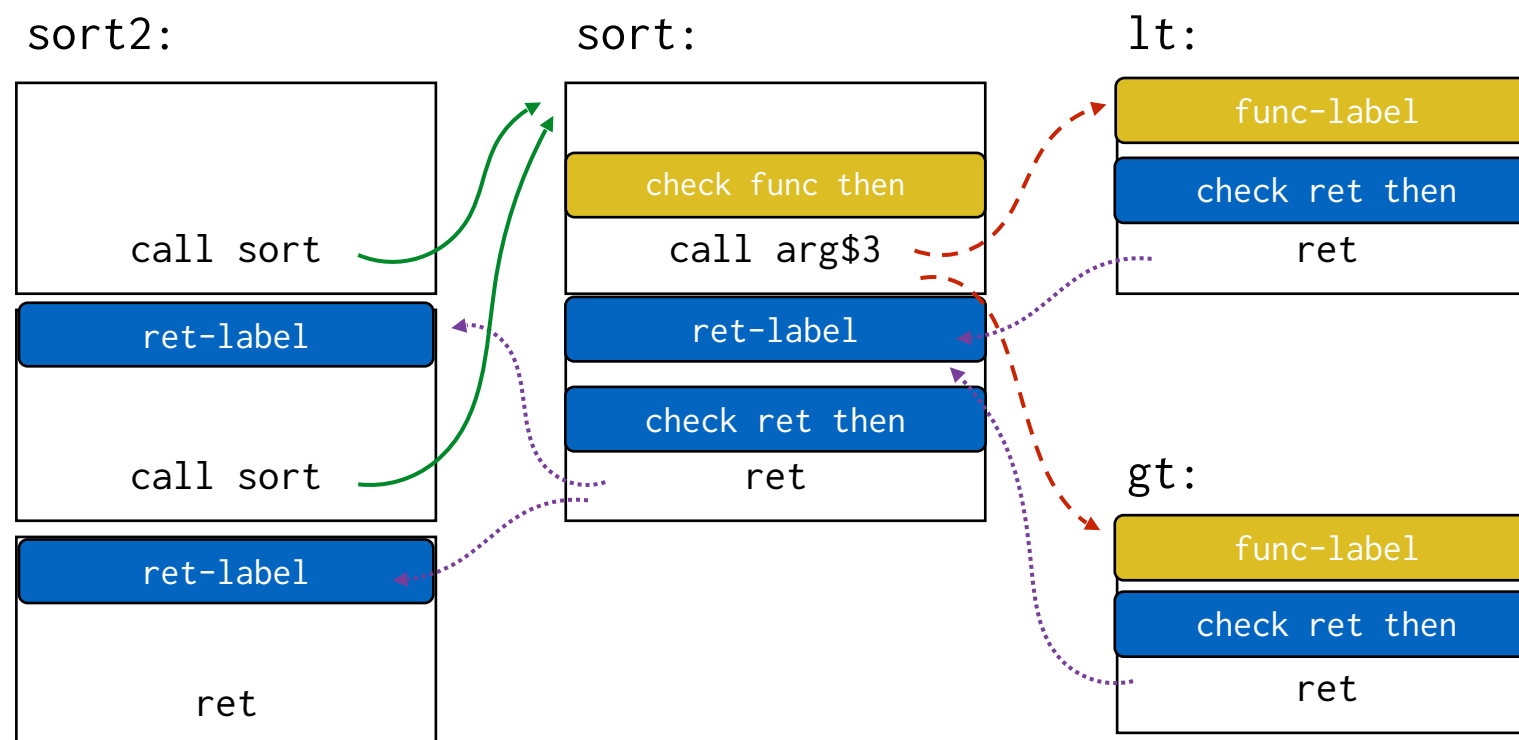 sort2:
call sort
ret-label
call sort
ret-label
ret
sort:
check func then
call arg$3
ret-label
check ret then
ret
lt:
func-label
check ret then
ret
gt:
func-label
check ret then
ret